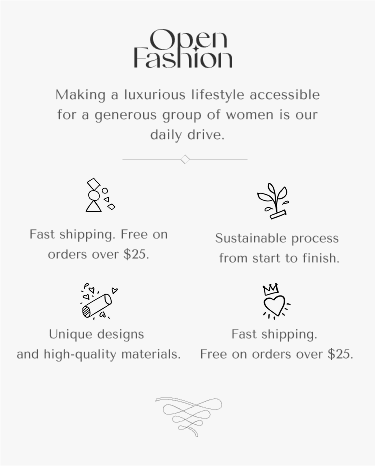 Open
Fashion
Making a luxurious lifestyle accessible
for a generous group of women is our
daily drive.
Fast shipping. Free on
orders over $25.
Sustainable process
from start to finish.
Unique designs
and high-quality materials.
Fast shipping.
Free on orders over $25.